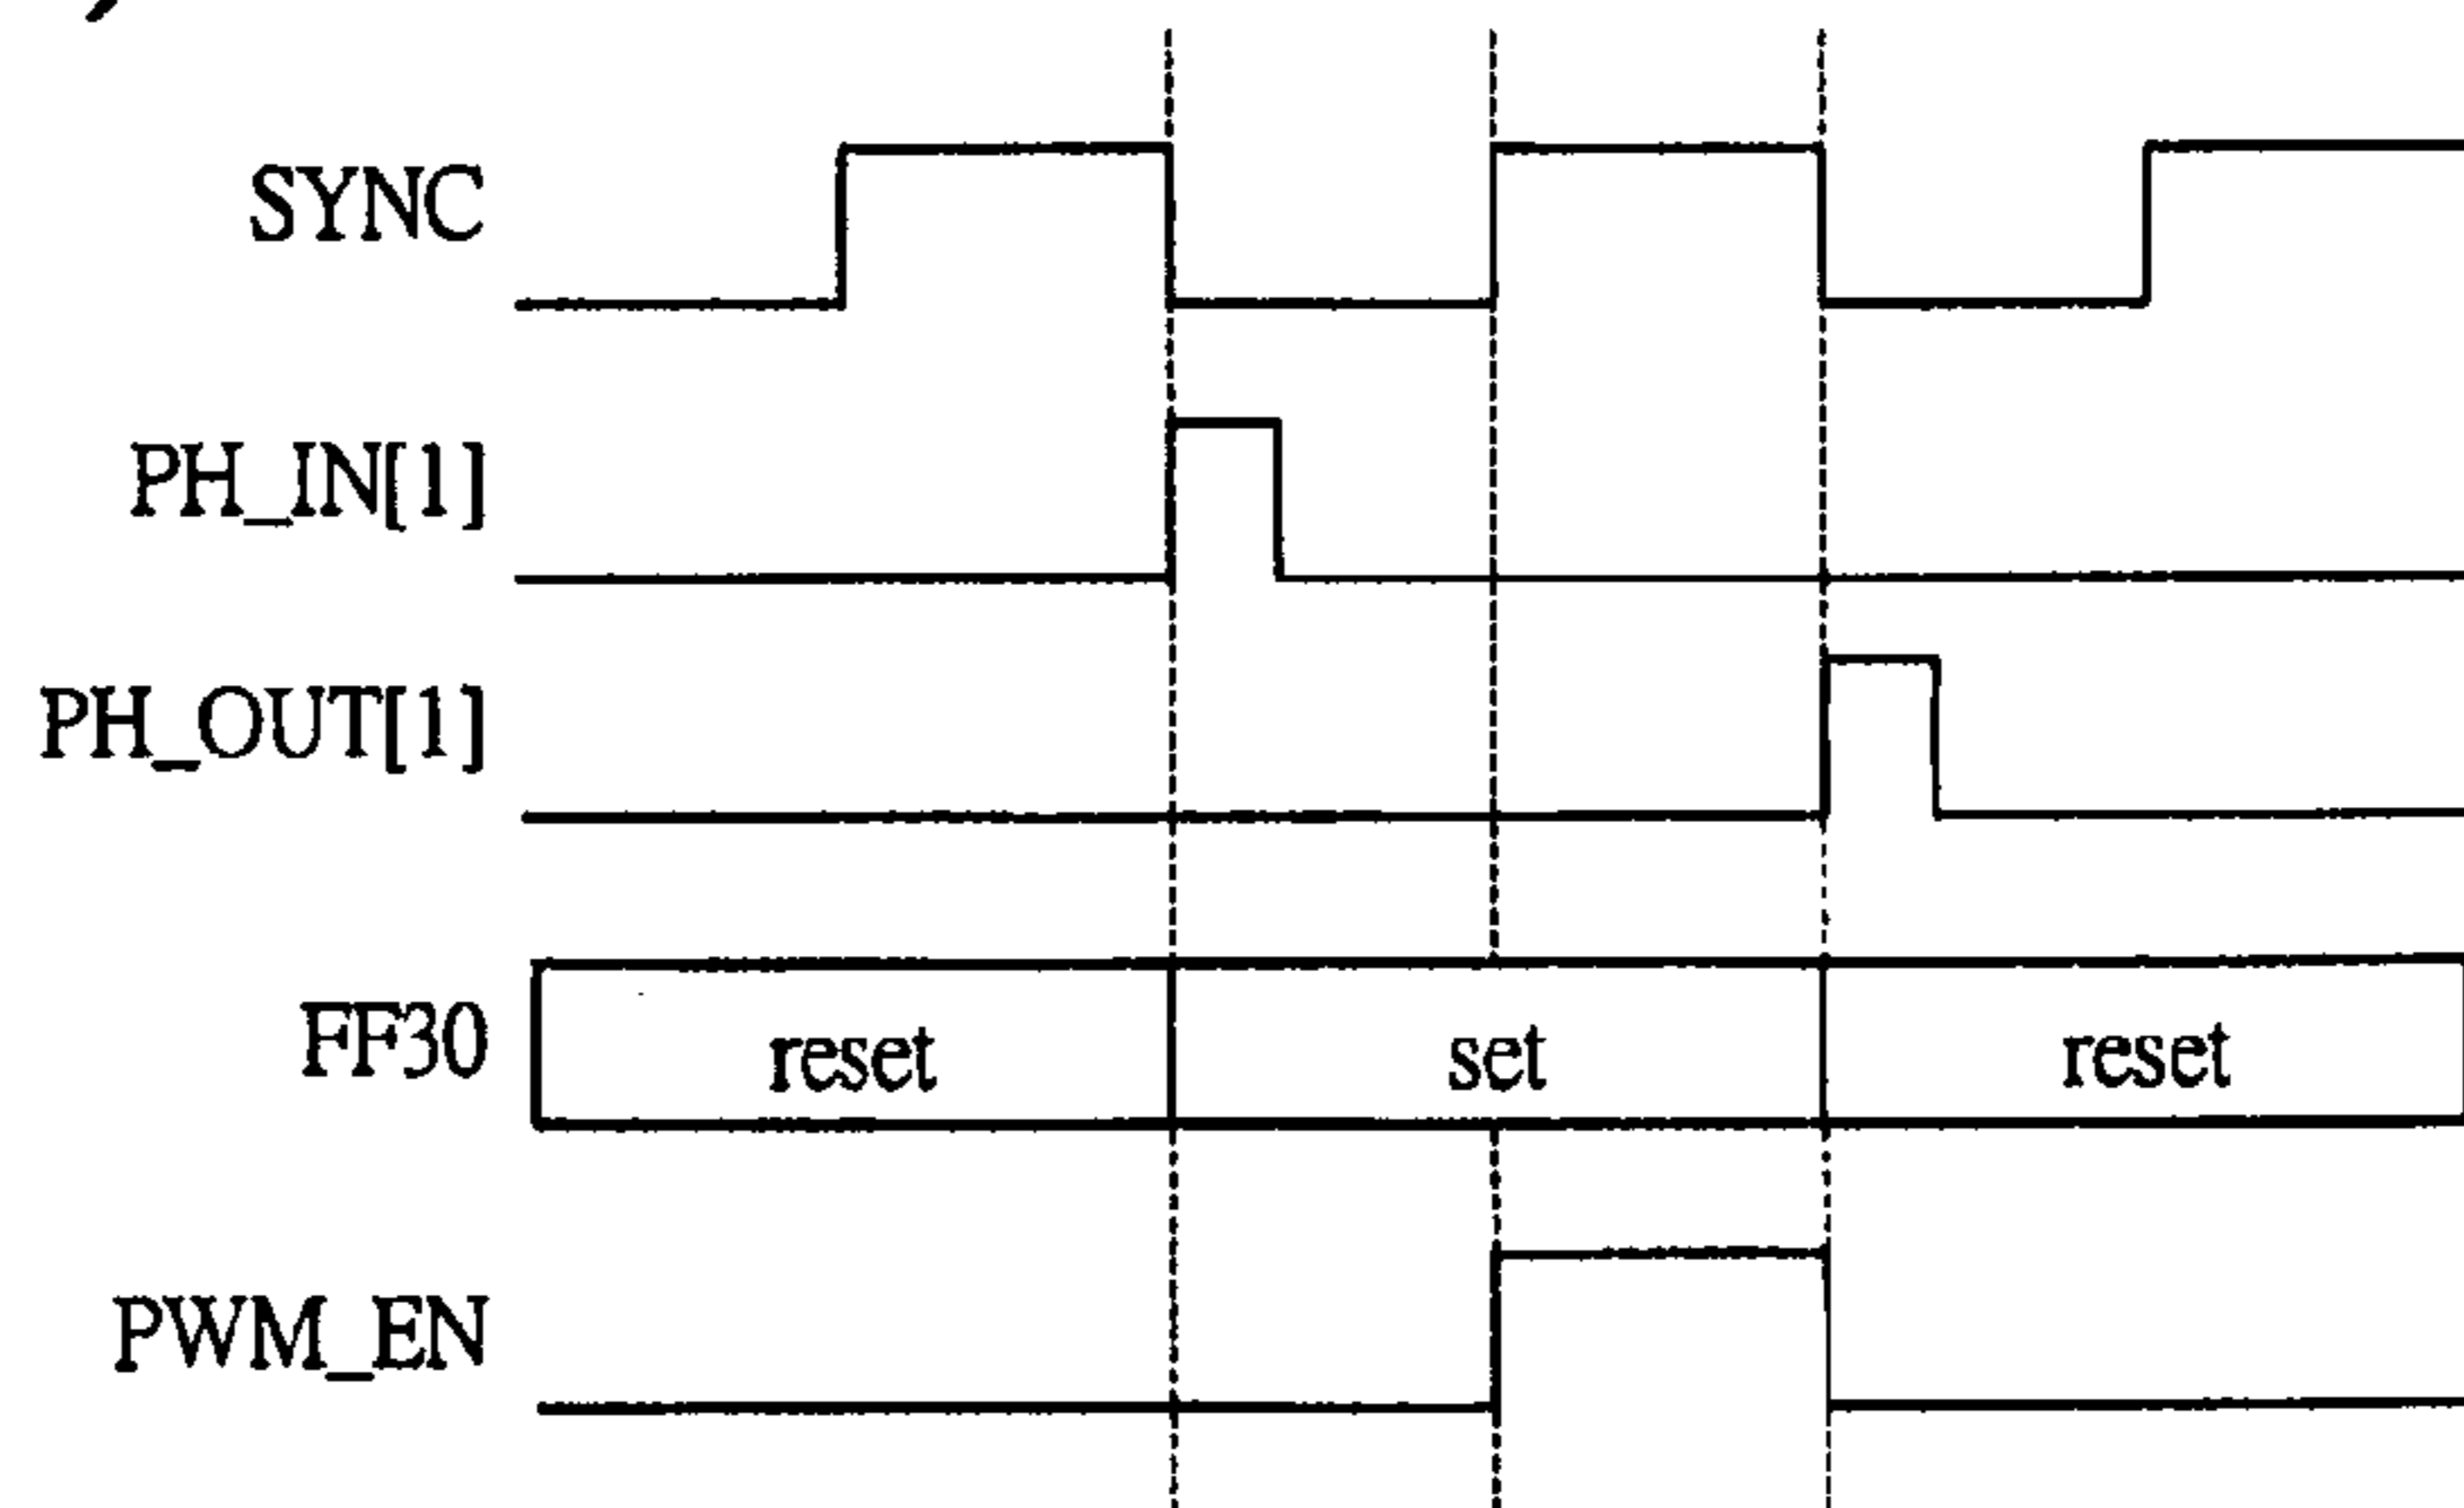 SYNC
PH_IN[1]
PH_OUT[1]
FF30
reset set reset
PWM_EN